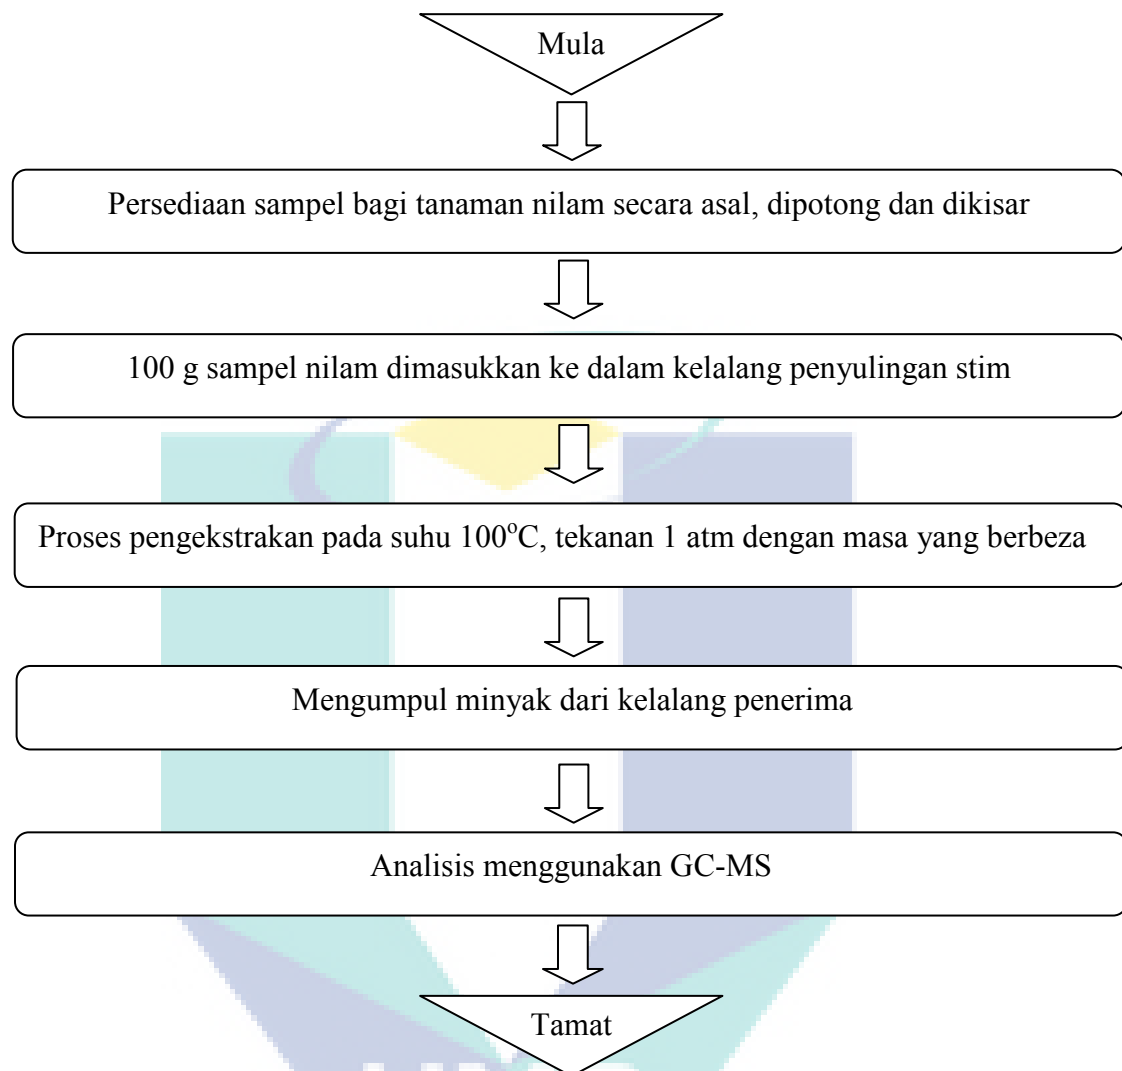 Mula
Persediaan sampel bagi tanaman nilam secara asal, dipotong dan dikisar
100 g sampel nilam dimasukkan ke dalam kelalang penyulingan stim
Proses pengekstrakan pada suhu 100°C, tekanan 1 atm dengan masa yang berbeza
Mengumpul minyak dari kelalang penerima
Analisis menggunakan GC-MS
Tamat